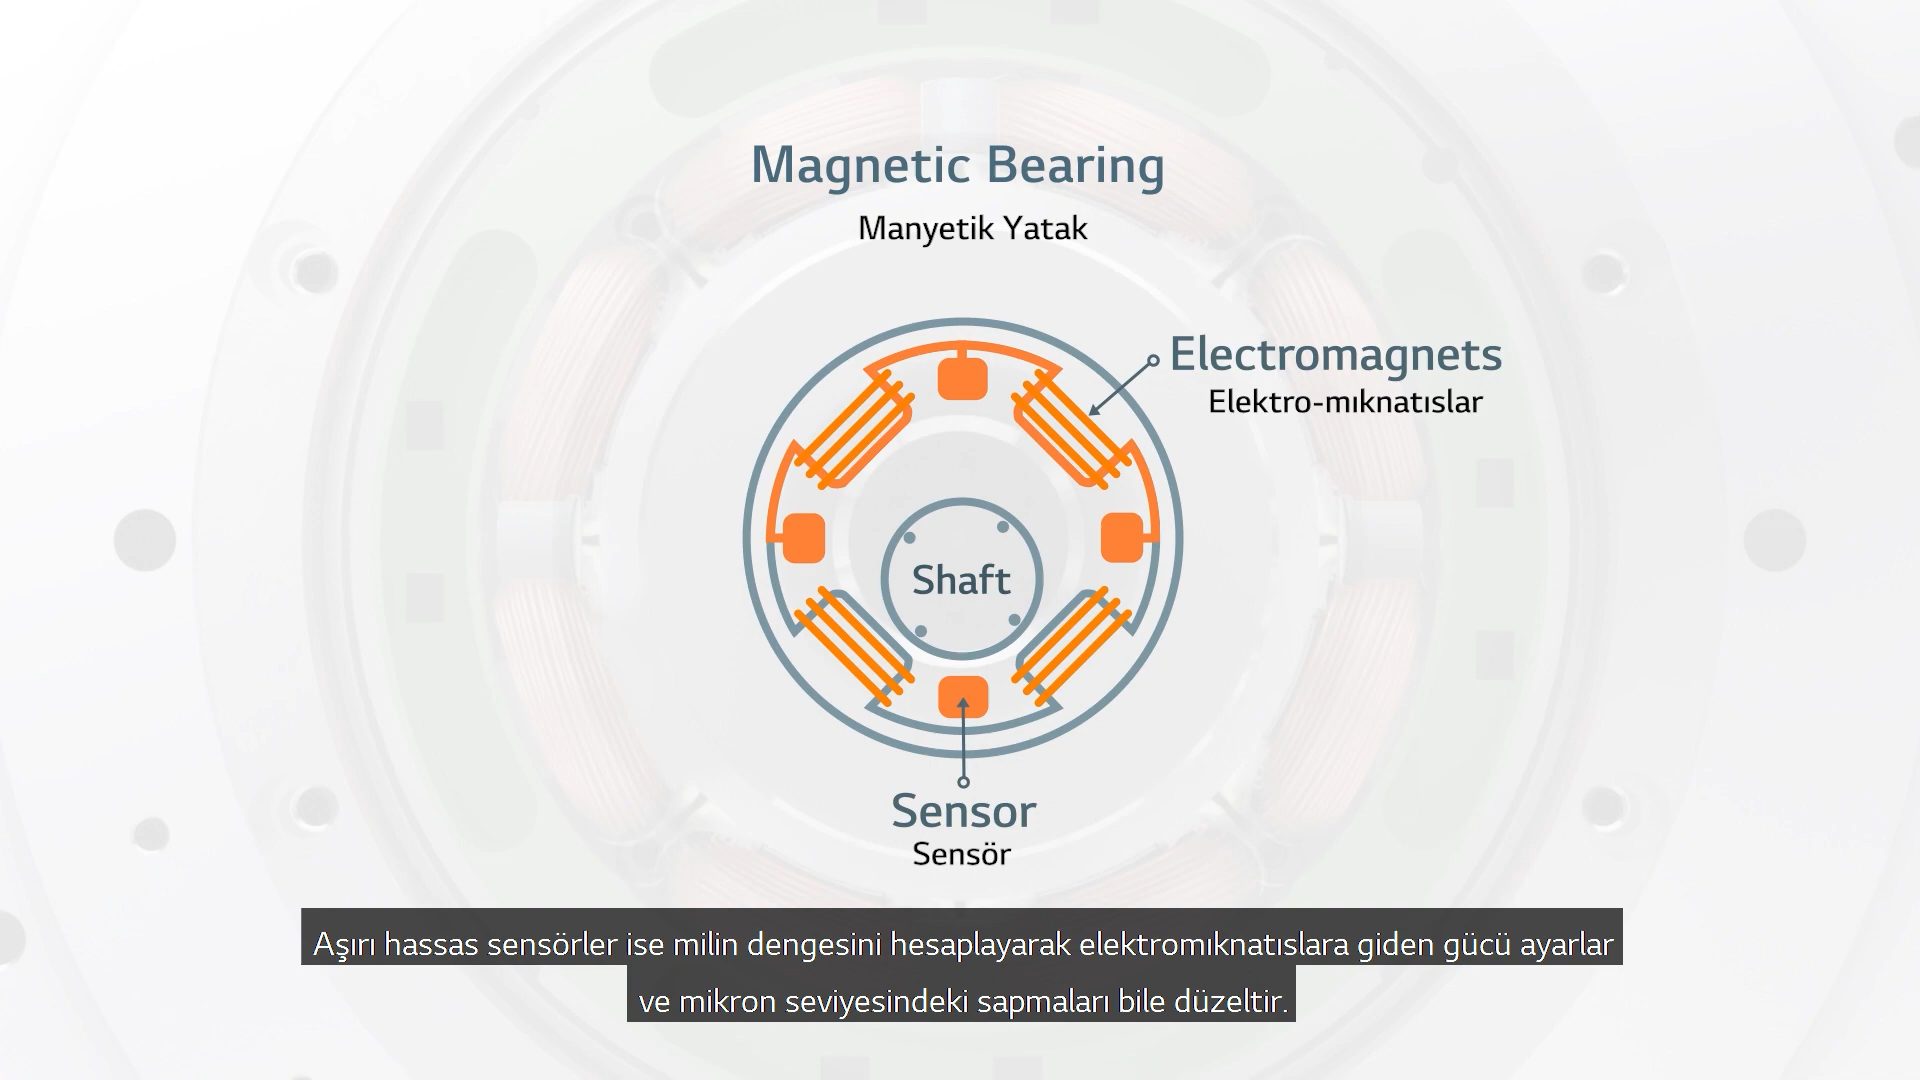 Magnetic Bearing
Manyetik Yatak
Electromagnets
Elektro-mıknatıslar
Shaft
Sensor
Sensör
Aşırı hassas sensörler ise milin dengesini hesaplayarak elektromıknatıslara giden gücü ayarlar
ve mikron seviyesindeki sapmaları bile düzeltir.